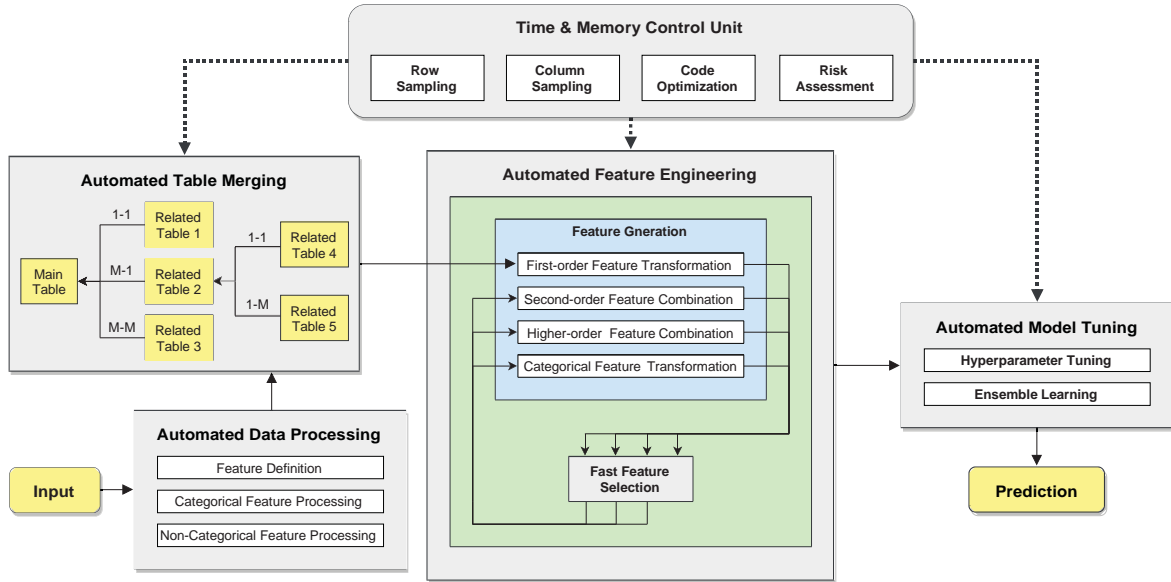 Time & Memory Control Unit
Row
Sampling
Column
Sampling
Code
Optimization
Risk
Assessment
Automated Table Merging
1-1
Related
Table 1
1-1
Related
Table 4
Main
Table
M-1
Related
Table 2
1-M
Related
Table 5
M-M
Related
Table 3
Automated Data Processing
Feature Definition
Categorical Feature Processing
Non-Categorical Feature Processing
Input
Automated Feature Engineering
Feature Gneration
First-order Feature Transformation
Second-order Feature Combination
Higher-order Feature Combination
Categorical Feature Transformation
Fast Feature
Selection
Automated Model Tuning
Hyperparameter Tuning
Ensemble Learning
Prediction